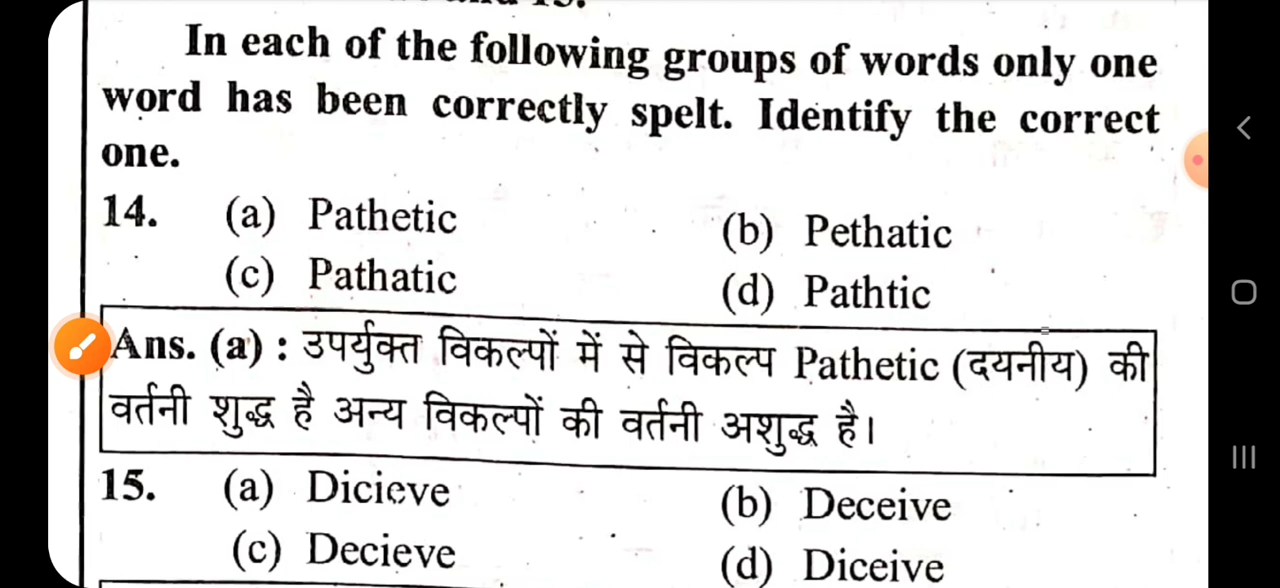 In each of the following groups of words only one
word has been correctly spelt. Identify the correct
one.
14. (a) Pathetic (b) Pethatic
(c) Pathatic (d) Pathtic
Ans. (a) : उपर्युक्त विकल्पों में से विकल्प Pathetic (दयनीय) की
वर्तनी शुद्ध है अन्य विकल्पों की वर्तनी अशुद्ध है।
15. (a) Dicieve (b) Deceive
(c) Decieve (d) Diceive